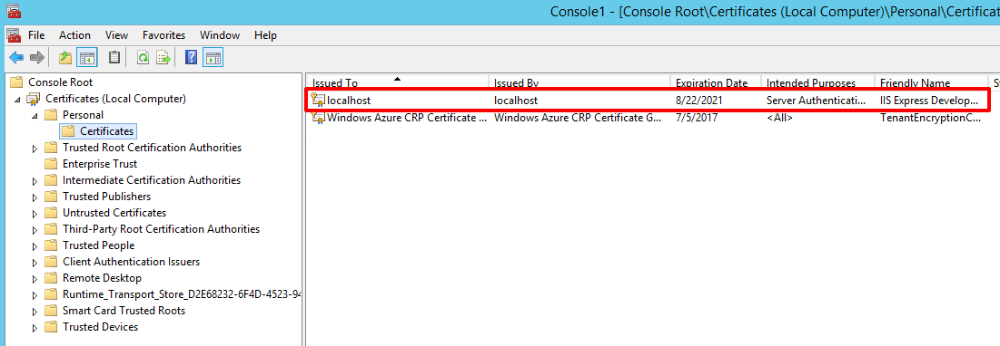 Console1 - [Console Root\Certificates (Local Computer)\Personal\Certificat
File Action View Favorites Window Help
Console Root
Certificates (Local Computer)
Personal
Certificates
Trusted Root Certification Authorities
Enterprise Trust
Intermediate Certification Authorities
Trusted Publishers
Untrusted Certificates
Third-Party Root Certification Authorities
Trusted People
Client Authentication Issuers
Remote Desktop
Runtime_Transport_Store_D2E68232-6F4D-4523-94
Smart Card Trusted Roots
Trusted Devices
Issued To Issued By Expiration Date Intended Purposes Friendly Name St
localhost localhost 8/22/2021 Server Authenticati... IIS Express Develop...
Windows Azure CRP Certificate ... Windows Azure CRP Certificate G... 7/5/2017 <All> TenantEncryptionC...